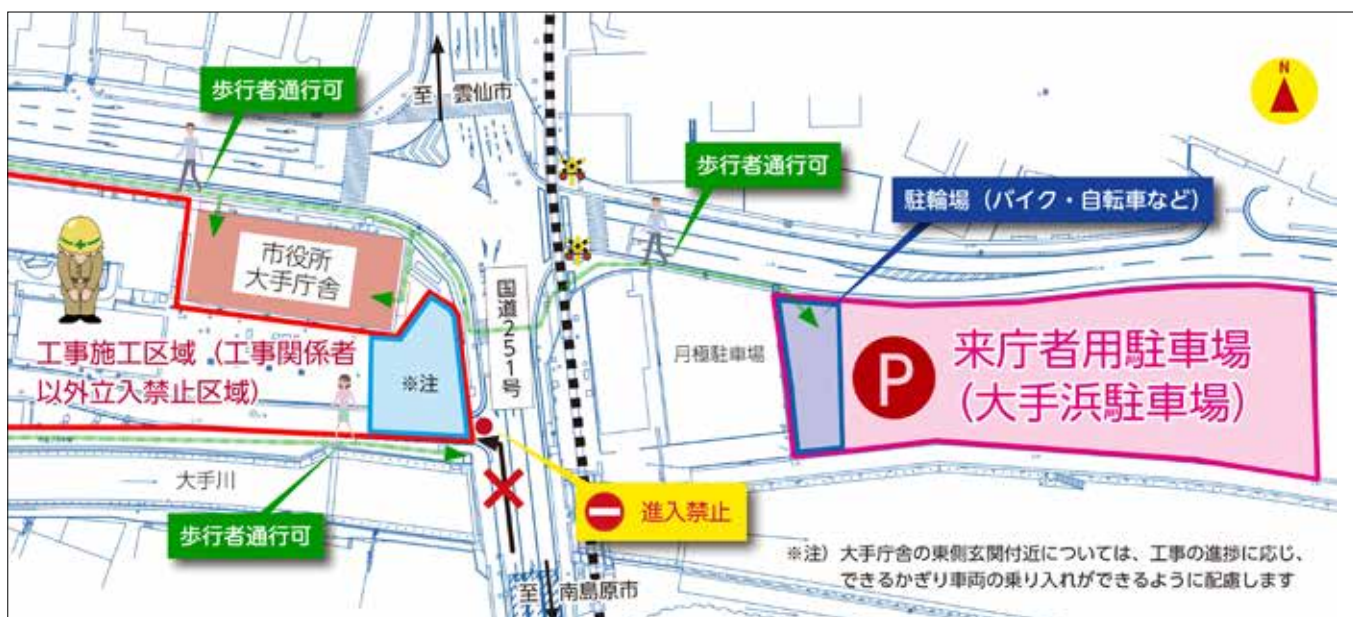 N
歩行者通行可
至 雲仙市
歩行者通行可
駐輪場（バイク・自転車など）
市役所
大手庁舎
国道251号
工事施工区域（工事関係者
以外立入禁止区域）
※注
月極駐車場
P 来庁者用駐車場
（大手浜駐車場）
大手川
歩行者通行可
進入禁止
至 南島原市
※注）大手庁舎の東側玄関付近については、工事の進捗に応じ、
できるかぎり車両の乗り入れができるように配慮します